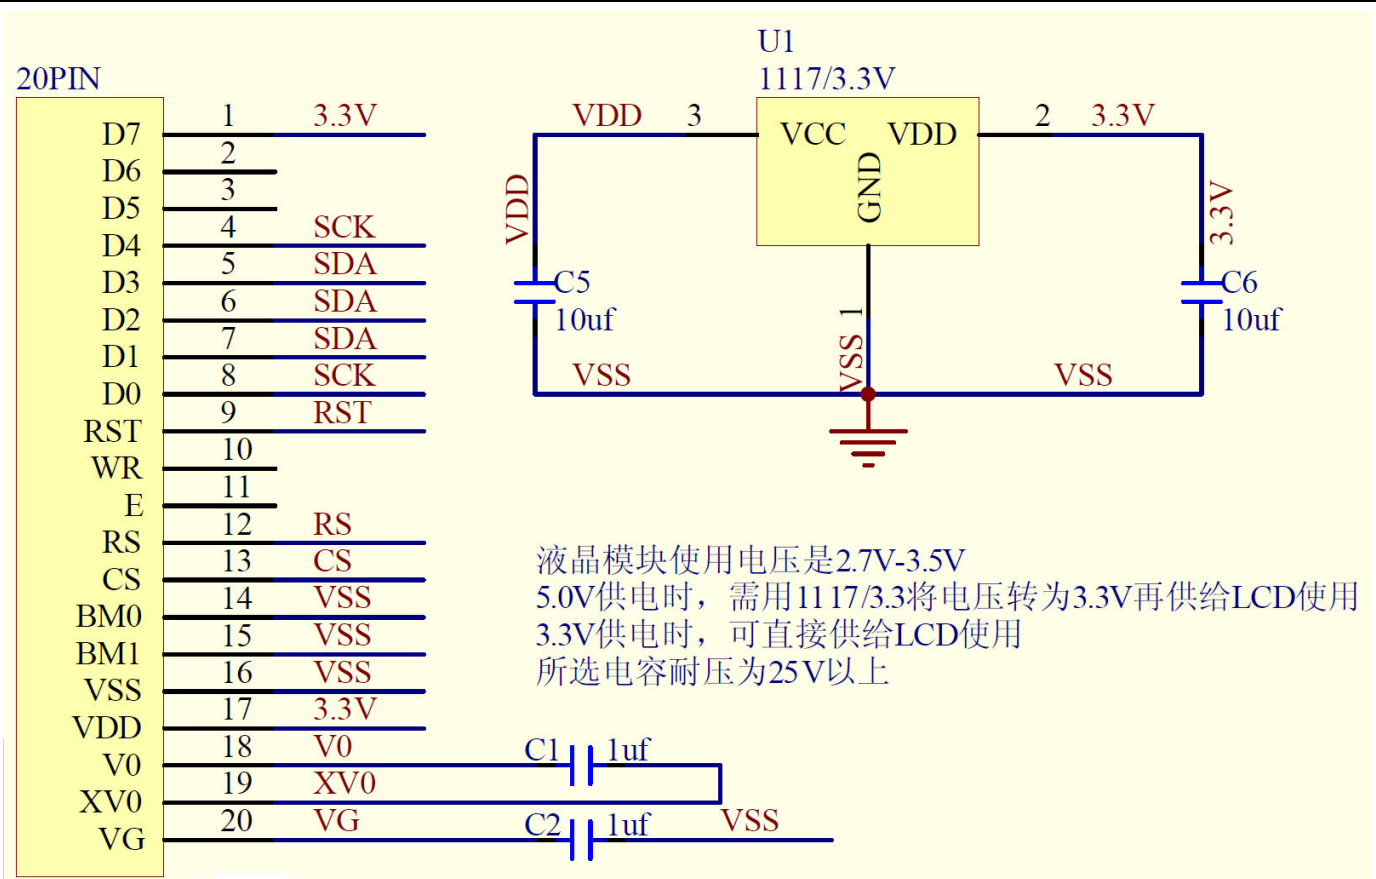 20PIN
D7 1 3.3V
D6 2
D5 3
D4 4 SCK
D3 5 SDA
D2 6 SDA
D1 7 SDA
D0 8 SCK
RST 9 RST
WR 10
E 11
RS 12 RS
CS 13 CS
BM0 14 VSS
BM1 15 VSS
VSS 16 VSS
VDD 17 3.3V
V0 18 V0 C1 1uf
XV0 19 XV0
VG 20 VG C2 1uf VSS
U1
1117/3.3V
VDD 3 VCC VDD 2 3.3V
GND
VDD
3.3V
C5
10uf
C6
10uf
1
VSS
VSS
VSS
液晶模块使用电压是2.7V-3.5V
5.0V供电时，需用1117/3.3将电压转为3.3V再供给LCD使用
3.3V供电时，可直接供给LCD使用
所选电容耐压为25V以上